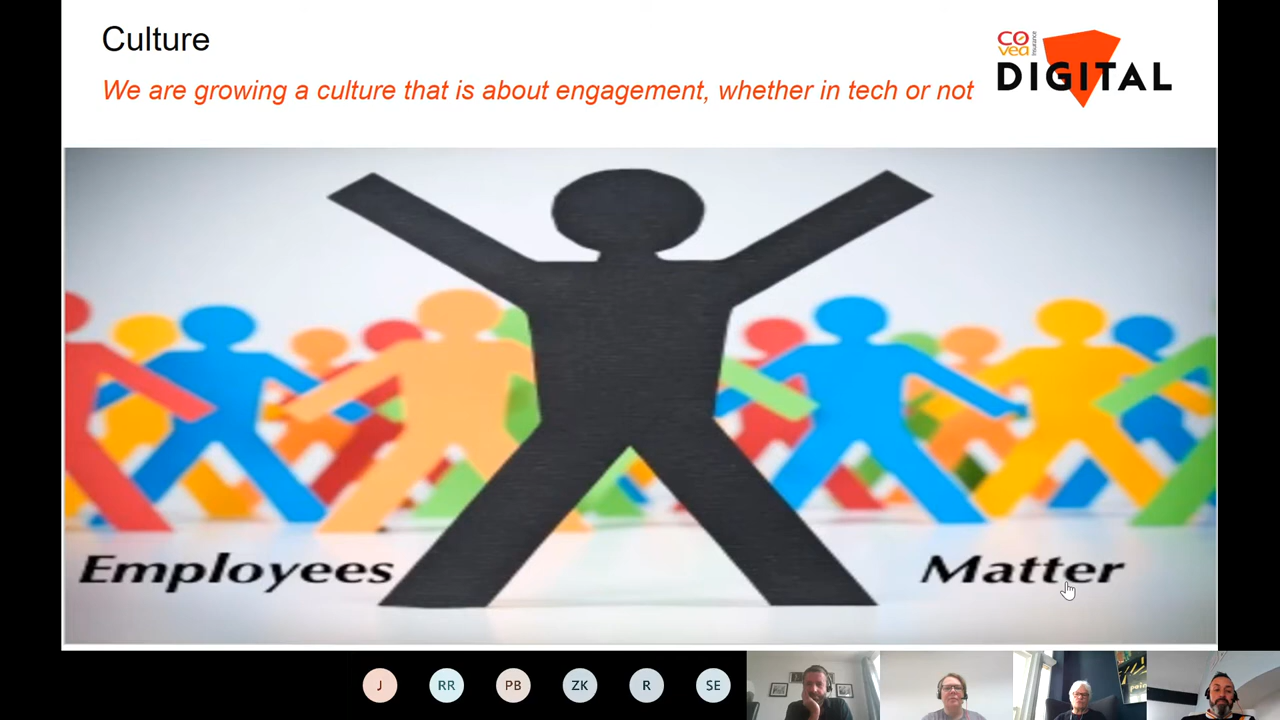 Culture
We are growing a culture that is about engagement, whether in tech or not
COvea
Insurance
DIGITAL
Employees
Matter
J
RR
PB
ZK
R
SE